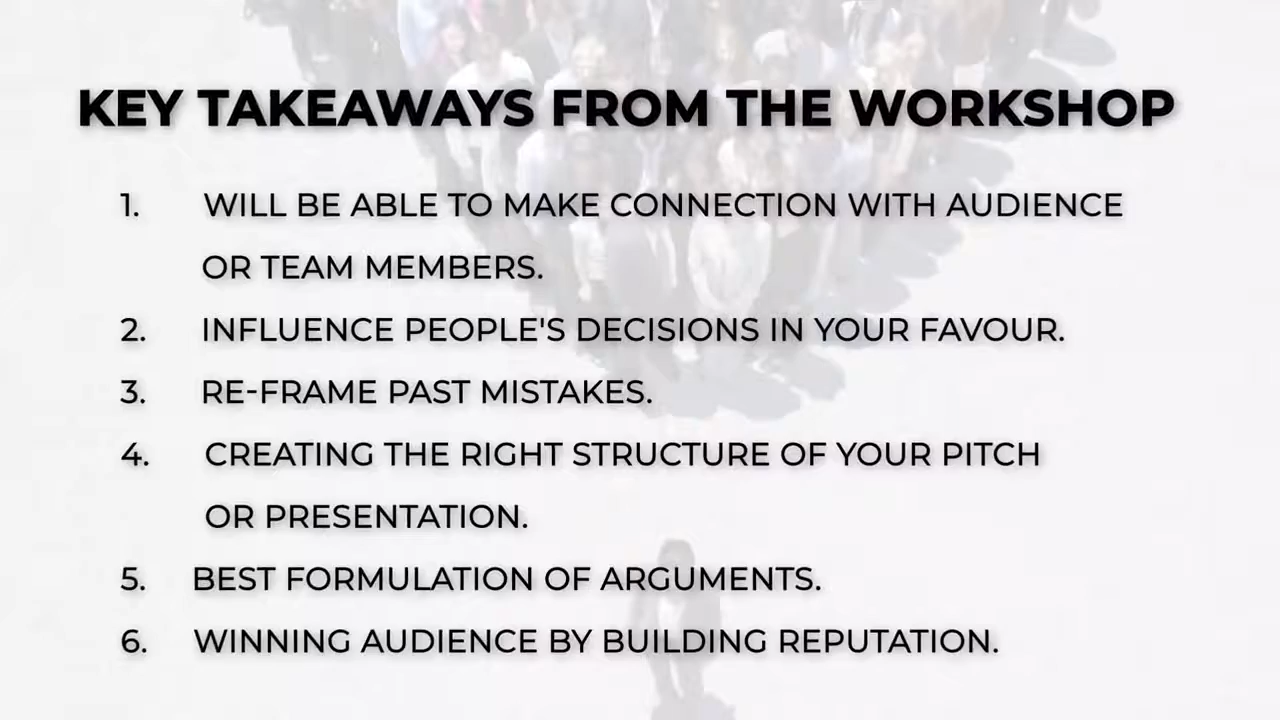 KEY TAKEAWAYS FROM THE WORKSHOP
1. WILL BE ABLE TO MAKE CONNECTION WITH AUDIENCE
OR TEAM MEMBERS.
2. INFLUENCE PEOPLE'S DECISIONS IN YOUR FAVOUR.
3. RE-FRAME PAST MISTAKES.
4. CREATING THE RIGHT STRUCTURE OF YOUR PITCH
OR PRESENTATION.
5. BEST FORMULATION OF ARGUMENTS.
6. WINNING AUDIENCE BY BUILDING REPUTATION.